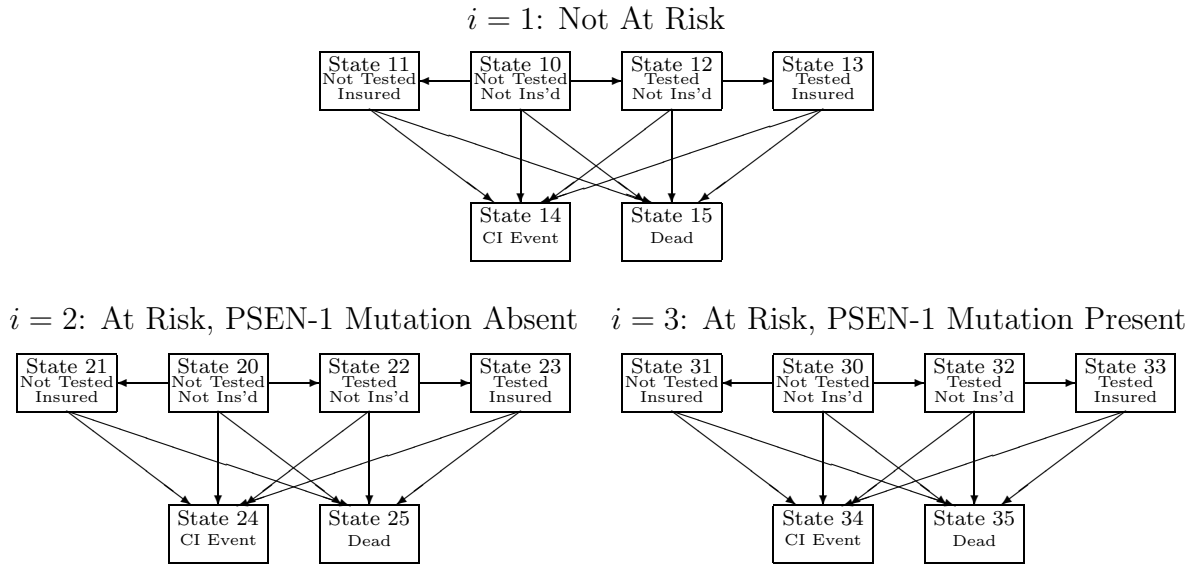 i = 1: Not At Risk
State 11
Not Tested
Insured
State 10
Not Tested
Not Ins'd
State 12
Tested
Not Ins'd
State 13
Tested
Insured
State 14
CI Event
State 15
Dead
i = 2: At Risk, PSEN-1 Mutation Absent
State 21
Not Tested
Insured
State 20
Not Tested
Not Ins'd
State 22
Tested
Not Ins'd
State 23
Tested
Insured
State 24
CI Event
State 25
Dead
i = 3: At Risk, PSEN-1 Mutation Present
State 31
Not Tested
Insured
State 30
Not Tested
Not Ins'd
State 32
Tested
Not Ins'd
State 33
Tested
Insured
State 34
CI Event
State 35
Dead